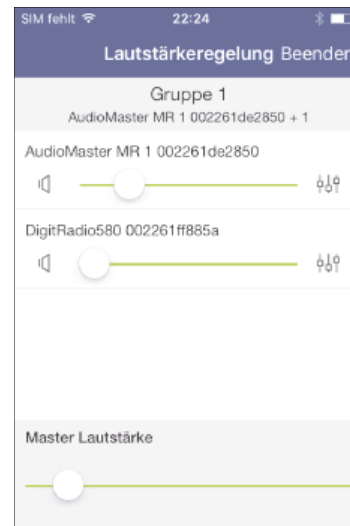 SIM fehlt 22:24
Lautstärkeregelung Beenden
Gruppe 1
AudioMaster MR 1 002261de2850 + 1
AudioMaster MR 1 002261de2850
DigitRadio580 002261ff885a
Master Lautstärke